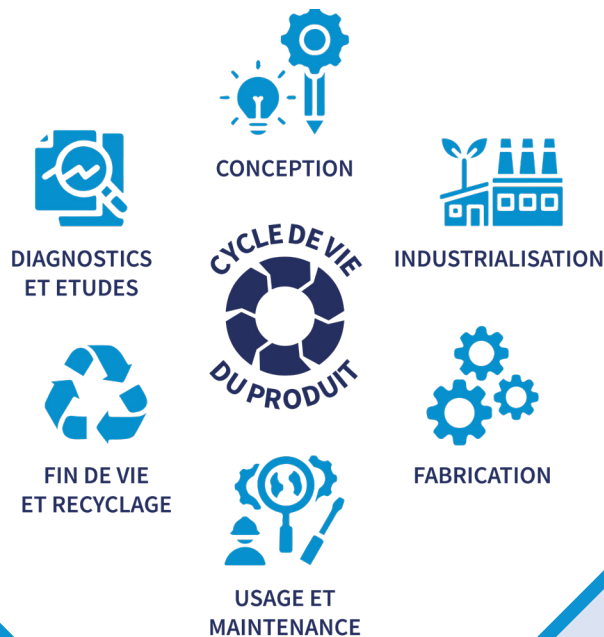 CONCEPTION
DIAGNOSTICS
ET ETUDES
INDUSTRIALISATION
CYCLE DE VIE
DU PRODUIT
FIN DE VIE
ET RECYCLAGE
FABRICATION
USAGE ET
MAINTENANCE